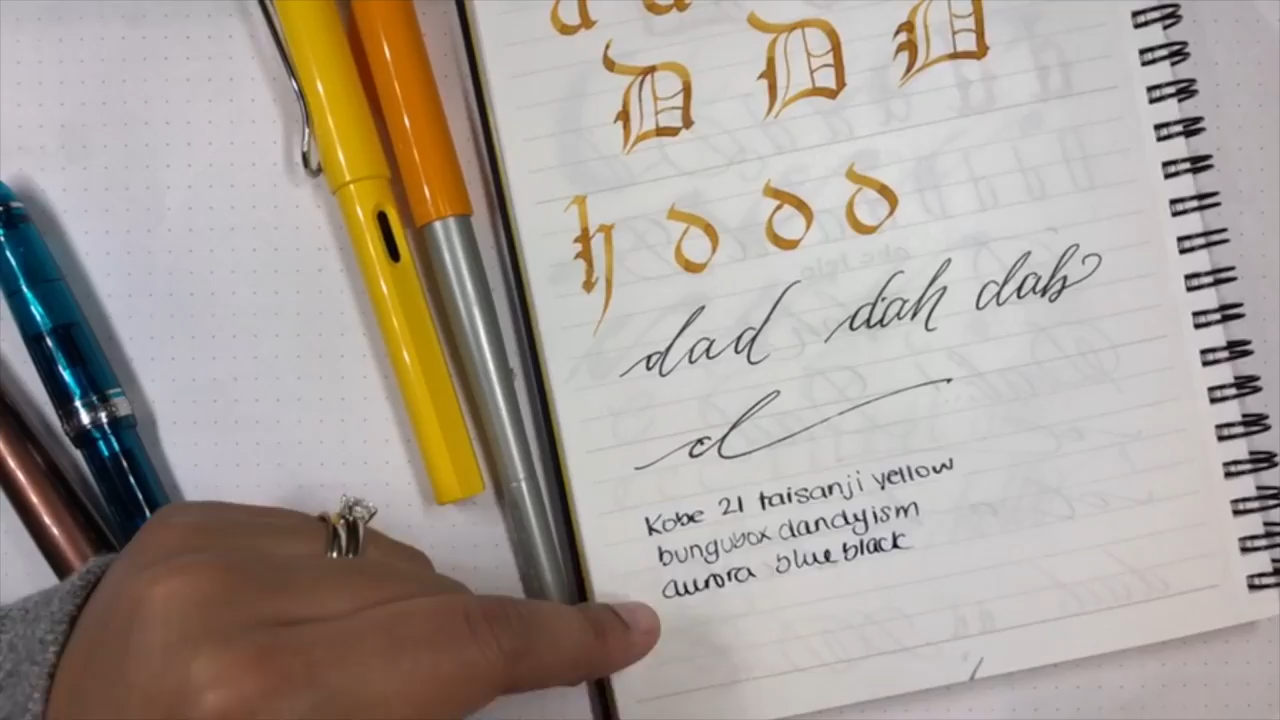 a a
D D D
h d d d
dad dah dab
d
Kobe 21 taisanji yellow
bungubox dandyism
aurora blue black